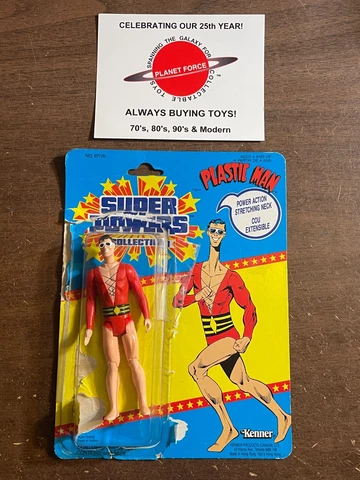 CELEBRATING OUR 25th YEAR!
SPANNING THE GALAXY FOR
PLANET FORCE
COLLECTABLE TOYS
ALWAYS BUYING TOYS!
70's, 80's, 90's & Modern
SUPER
POWERS
COLLECTION
PLASTIC MAN
POWER ACTION
STRETCHING NECK
COU
EXTENSIBLE
Kenner